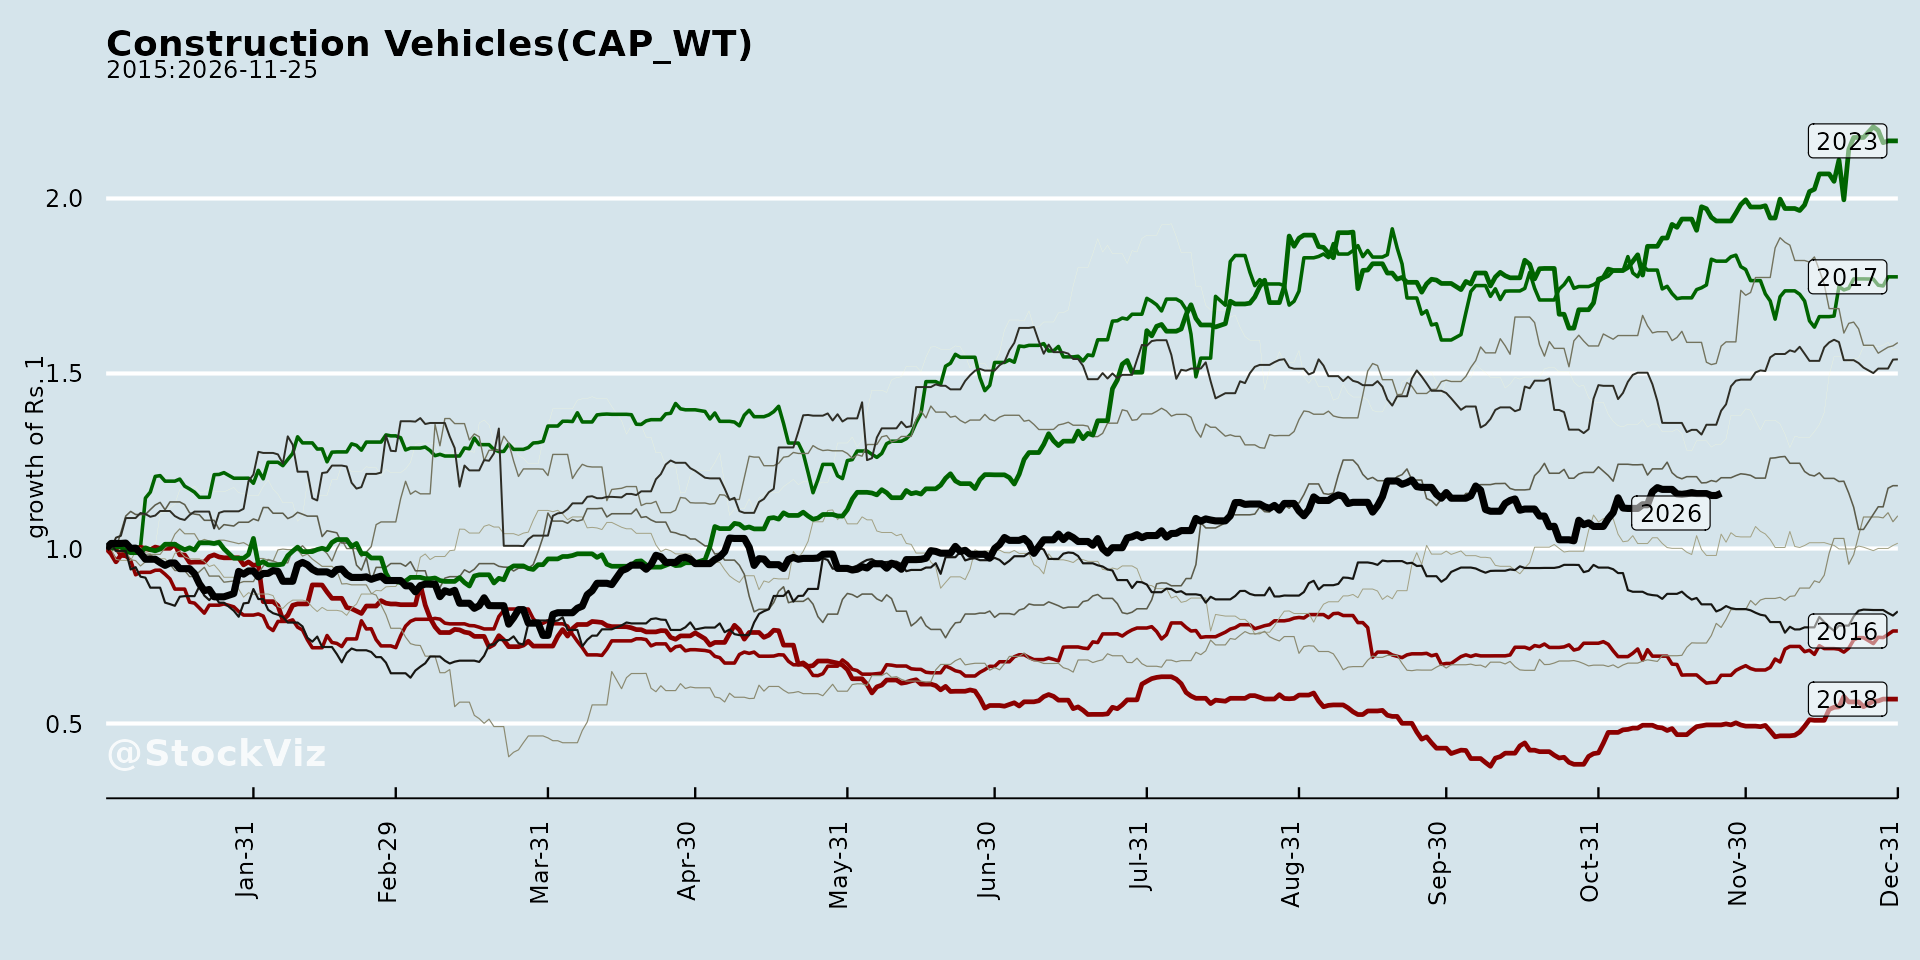 Construction Vehicles(CAP_WT)
2015:2026-11-25
growth of Rs. 1
2.0
1.5
1.0
0.5
2023
2017
2026
2016
2018
@StockViz
Jan-31
Feb-29
Mar-31
Apr-30
May-31
Jun-30
Jul-31
Aug-31
Sep-30
Oct-31
Nov-30
Dec-31